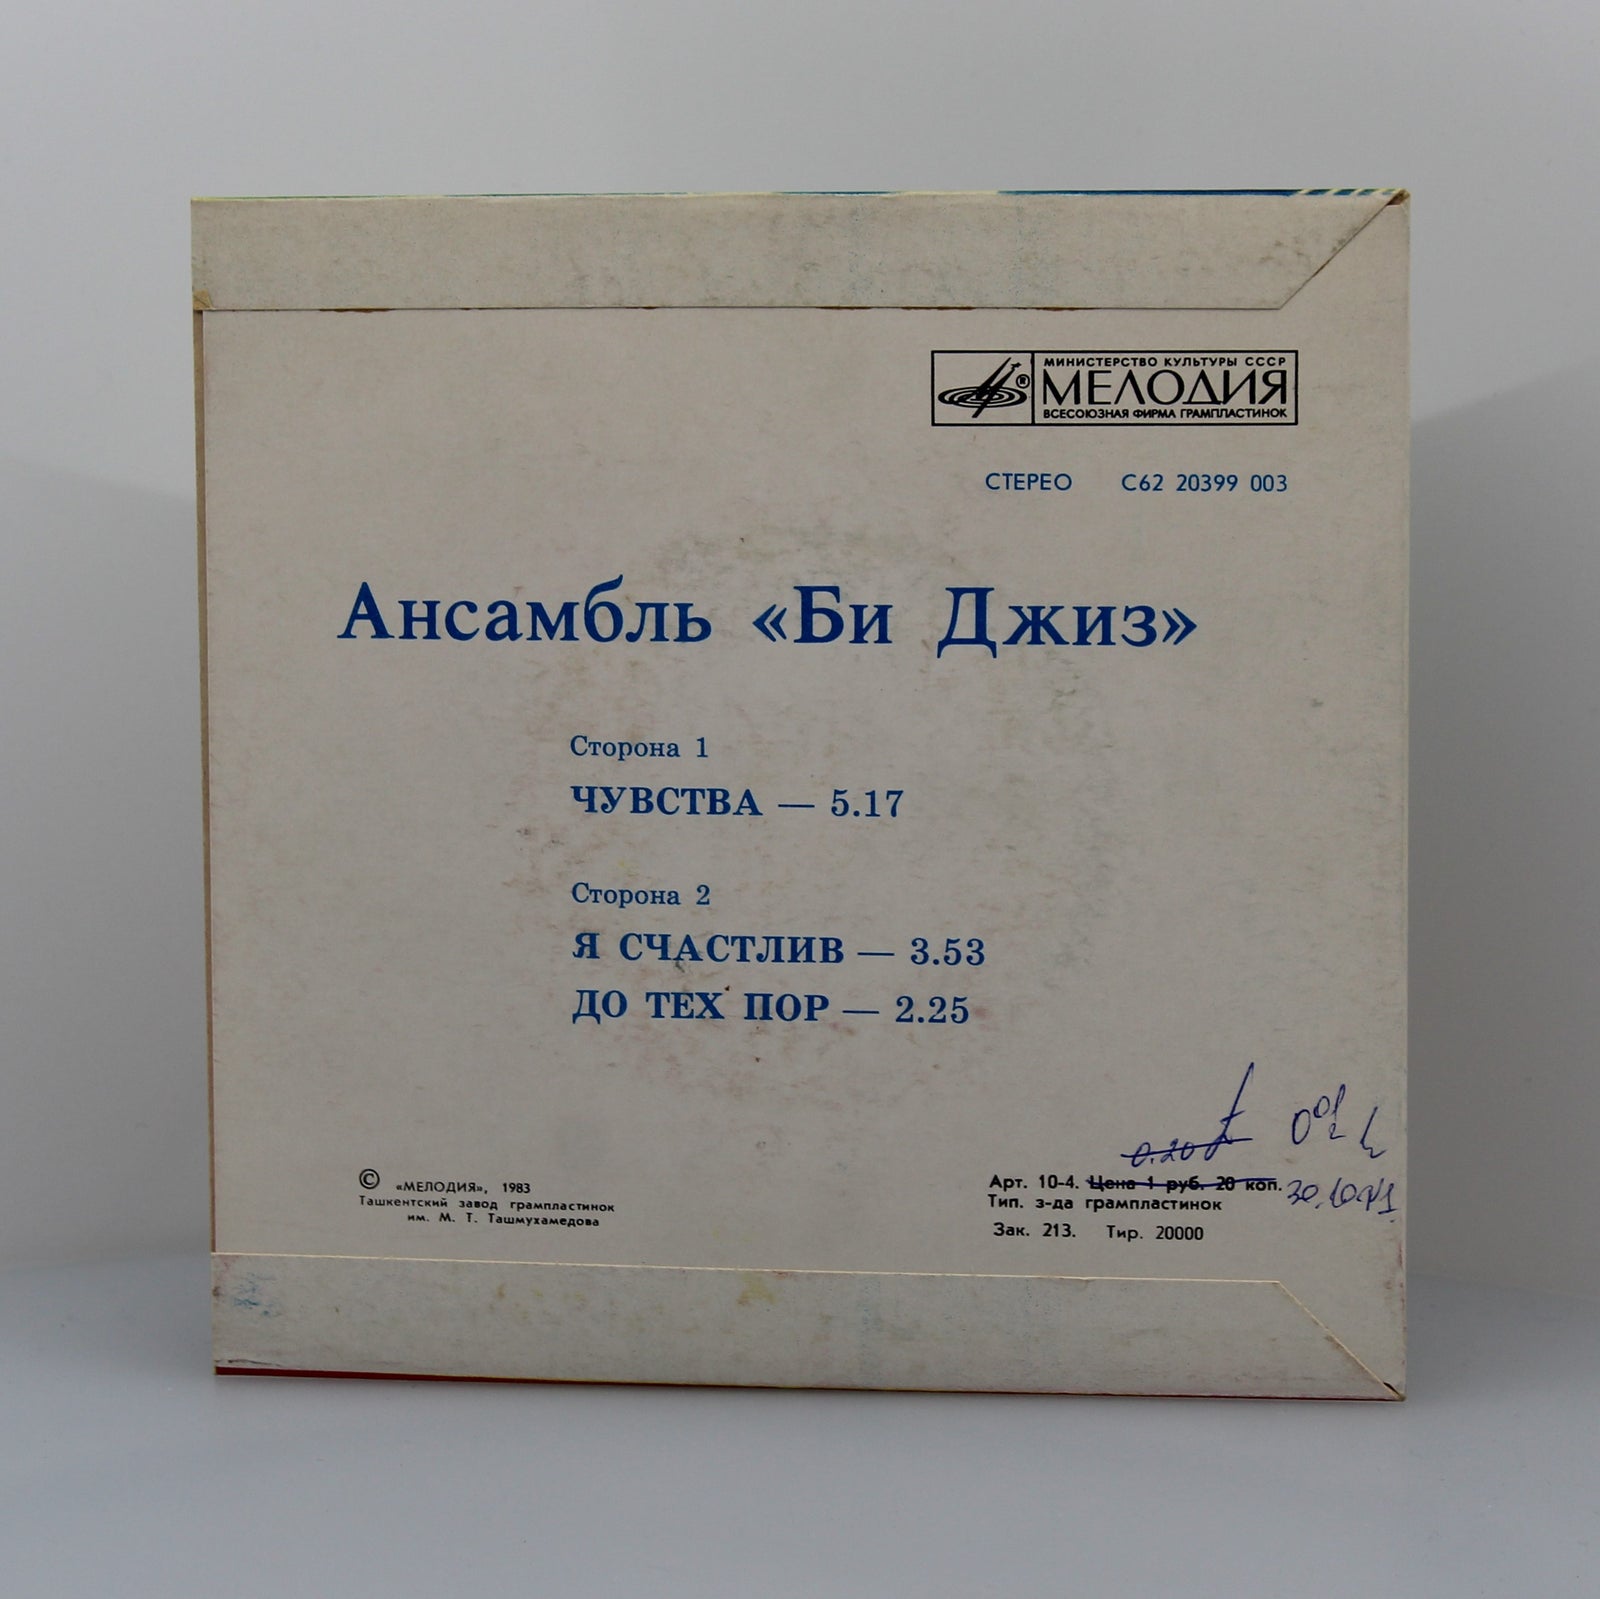 МИНИСТЕРСТВО КУЛЬТУРЫ СССР
МЕЛОДИЯ
ВСЕСОЮЗНАЯ ФИРМА ГРАМПЛАСТИНОК
СТЕРЕО С62 20399 003
Ансамбль «Би Джиз»
Сторона 1
ЧУВСТВА — 5.17
Сторона 2
Я СЧАСТЛИВ — 3.53
ДО ТЕХ ПОР — 2.25
© «МЕЛОДИЯ», 1983
Ташкентский завод грампластинок
им. М. Т. Ташмухамедова
0.20
Арт. 10-4. Цена 1 руб. 20 коп.
Тип. з-да грампластинок
Зак. 213. Тир. 20000